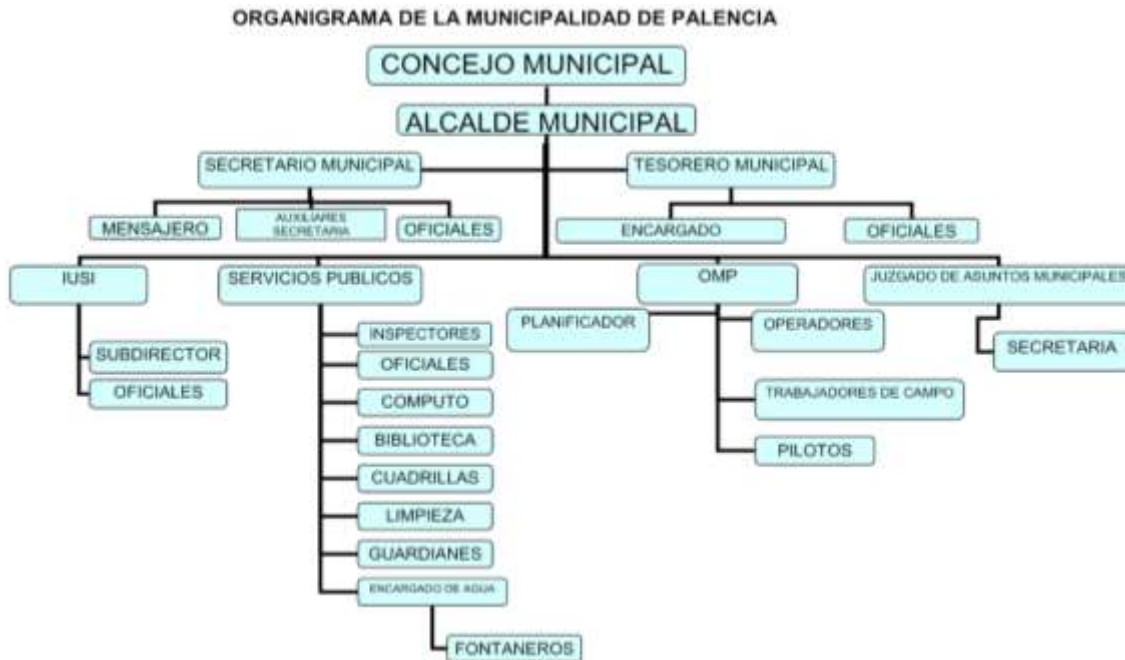 ORGANIGRAMA DE LA MUNICIPALIDAD DE PALENCIA
CONCEJO MUNICIPAL
ALCALDE MUNICIPAL
SECRETARIO MUNICIPAL
TESORERO MUNICIPAL
MENSAJERO
AUXILIARES
SECRETARIA
OFICIALES
ENCARGADO
OFICIALES
IUSI
SERVICIOS PUBLICOS
OMP
JUZGADO DE ASUNTOS MUNICIPALES
SUBDIRECTOR
OFICIALES
INSPECTORES
OFICIALES
COMPUTO
BIBLIOTECA
CUADRILLAS
LIMPIEZA
GUARDIANES
ENCARGADO DE AGUA
FONTANEROS
PLANIFICADOR
OPERADORES
TRABAJADORES DE CAMPO
PILOTOS
SECRETARIA